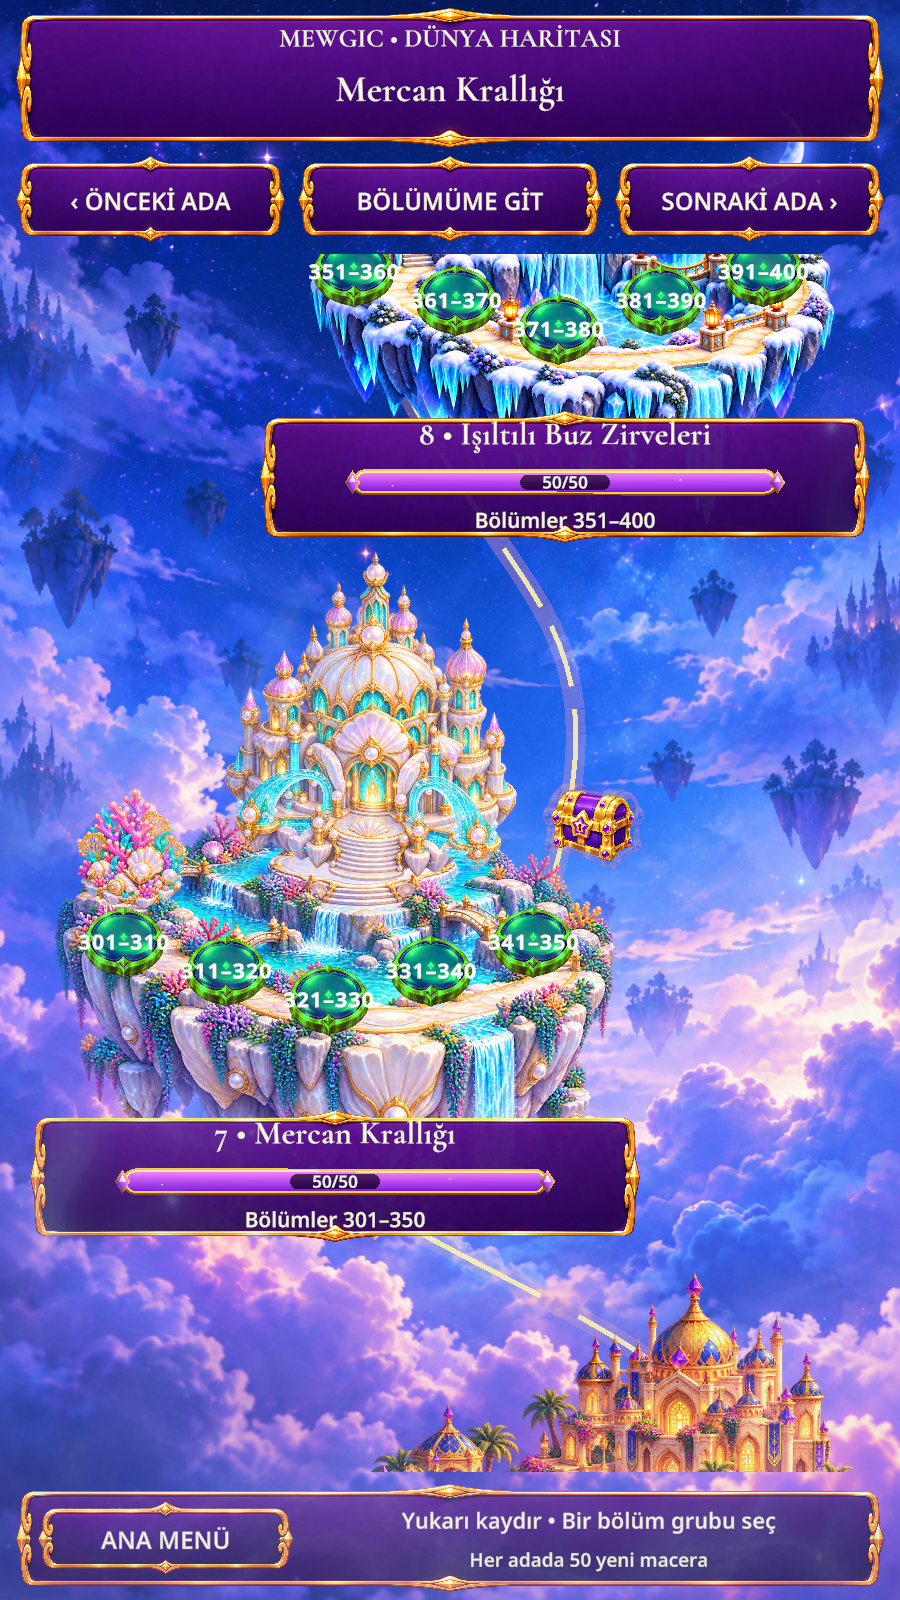 MEWGIC • DÜNYA HARİTASI
Mercan Krallığı
‹ ÖNCEKİ ADA
BÖLÜMÜME GİT
SONRAKİ ADA ›
351–360
361–370
371–380
381–390
391–400
8 • Işıltılı Buz Zirveleri
50/50
Bölümler 351–400
301–310
311–320
321–330
331–340
341–350
7 • Mercan Krallığı
50/50
Bölümler 301–350
ANA MENÜ
Yukarı kaydır • Bir bölüm grubu seç
Her adada 50 yeni macera